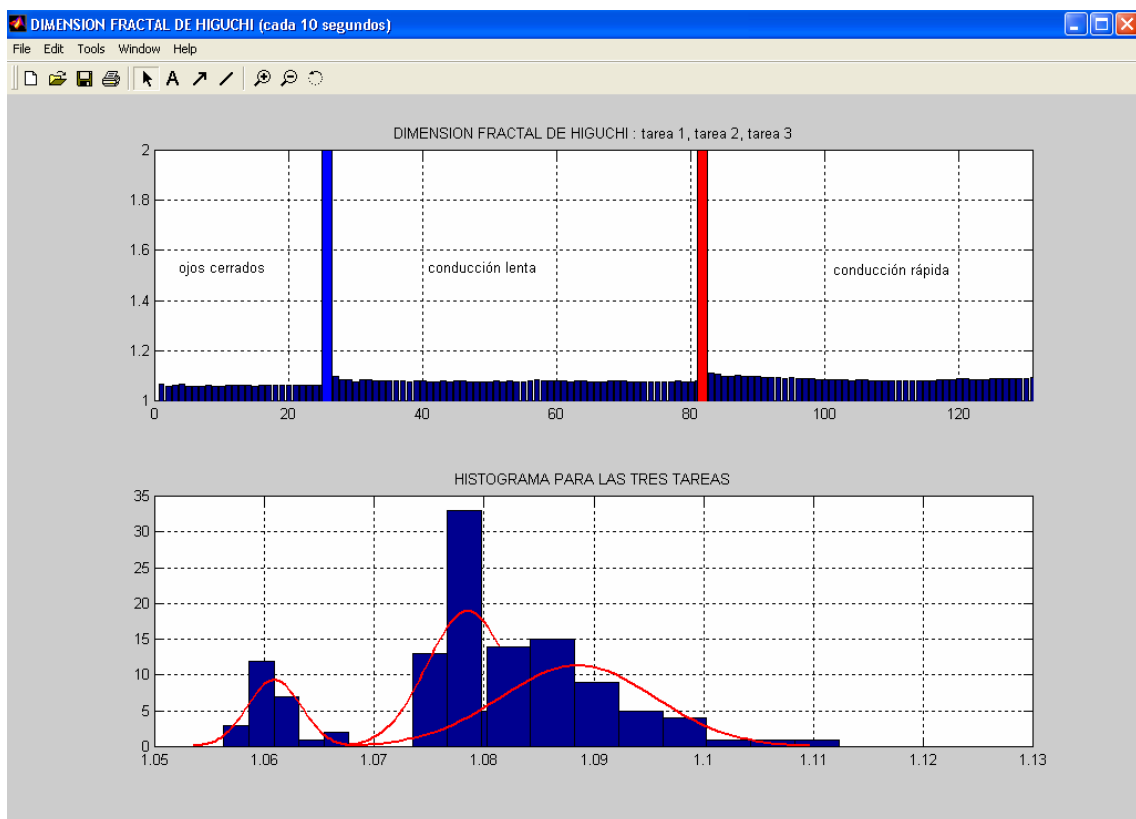 DIMENSION FRACTAL DE HIGUCHI (cada 10 segundos)
File Edit Tools Window Help
A
DIMENSION FRACTAL DE HIGUCHI : tarea 1, tarea 2, tarea 3
2
1.8
1.6
ojos cerrados conducción lenta conducción rápida
1.4
1.2
1
0 20 40 60 80 100 120
HISTOGRAMA PARA LAS TRES TAREAS
35
30
25
20
15
10
5
0
1.05 1.06 1.07 1.08 1.09 1.1 1.11 1.12 1.13